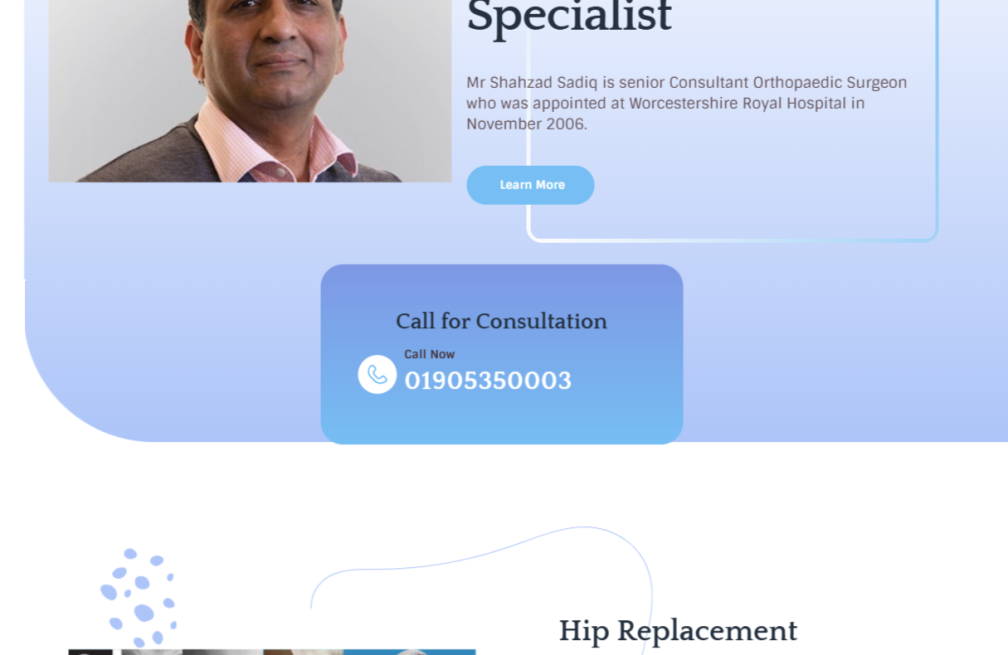 Specialist
Mr Shahzad Sadiq is senior Consultant Orthopaedic Surgeon
who was appointed at Worcestershire Royal Hospital in
November 2006.
Learn More
Call for Consultation
Call Now
01905350003
Hip Replacement